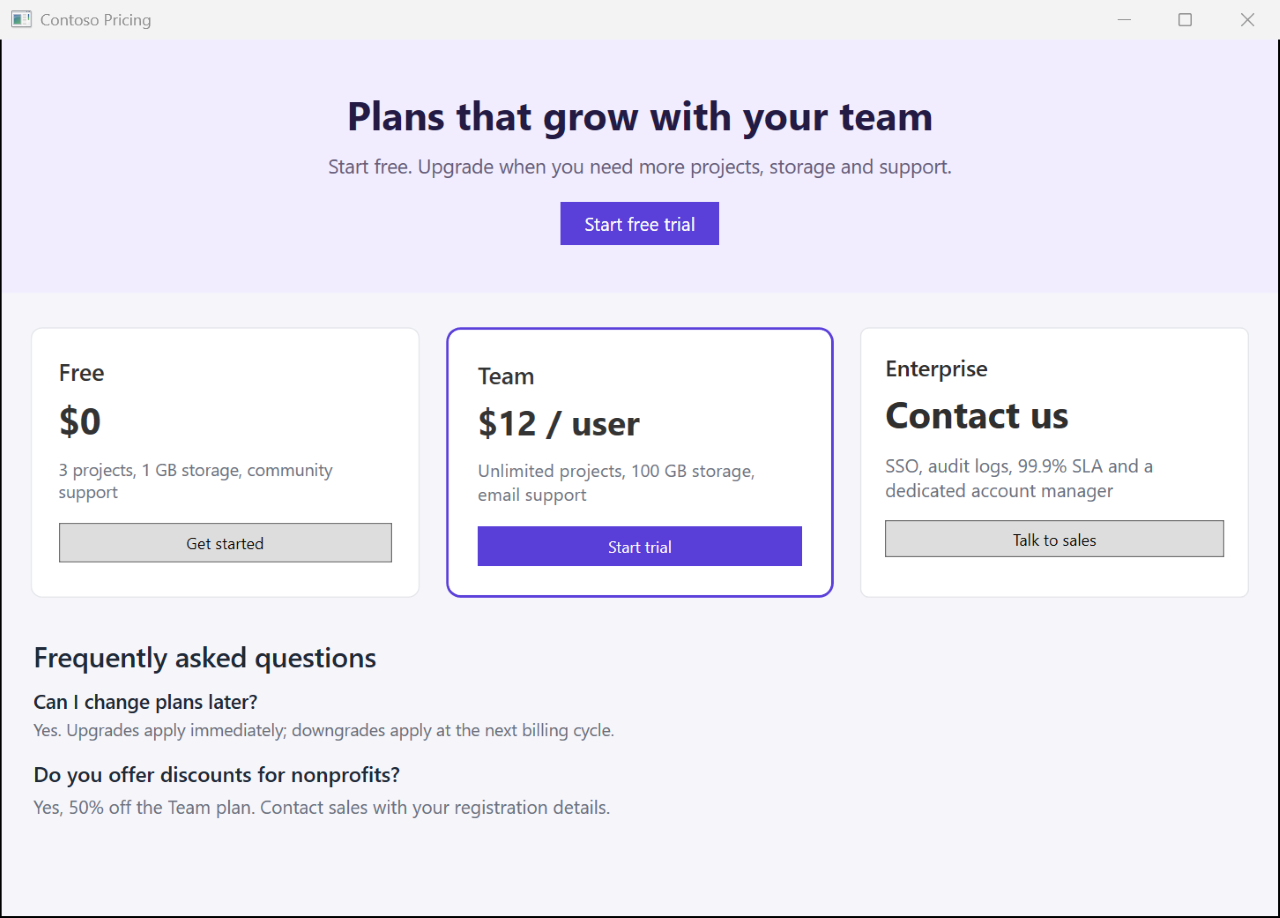 Contoso Pricing
Plans that grow with your team
Start free. Upgrade when you need more projects, storage and support.
Start free trial
Free
$0
3 projects, 1 GB storage, community
support
Get started
Team
$12 / user
Unlimited projects, 100 GB storage,
email support
Start trial
Enterprise
Contact us
SSO, audit logs, 99.9% SLA and a
dedicated account manager
Talk to sales
Frequently asked questions
Can I change plans later?
Yes. Upgrades apply immediately; downgrades apply at the next billing cycle.
Do you offer discounts for nonprofits?
Yes, 50% off the Team plan. Contact sales with your registration details.